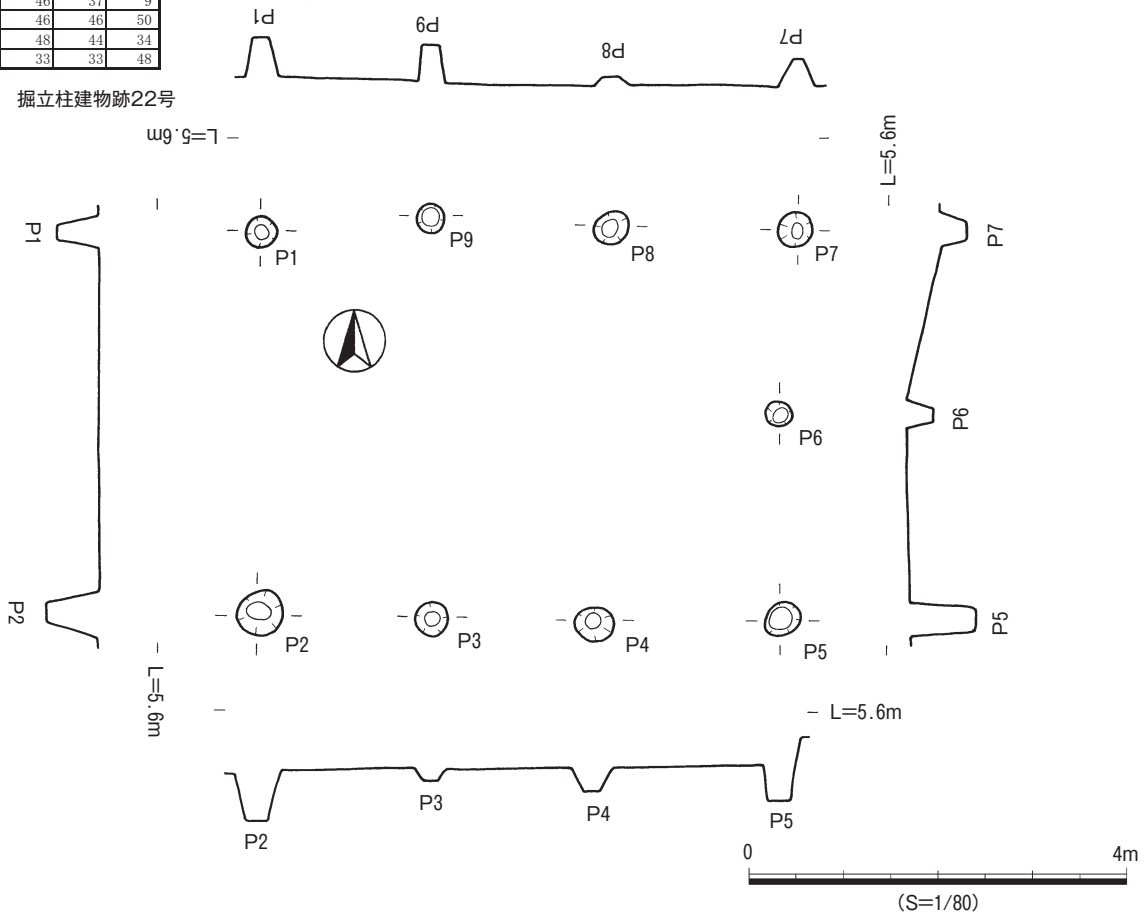 46 37 9
46 46 50
48 44 34
33 33 48
掘立柱建物跡22号
P1
P9
P8
P7
L=5.6m
L=5.6m
P1
P1
P9
P8
P7
P7
P6
P6
P2
P2
P3
P4
P5
P5
L=5.6m
L=5.6m
P2
P3
P4
P5
0 4m
(S=1/80)